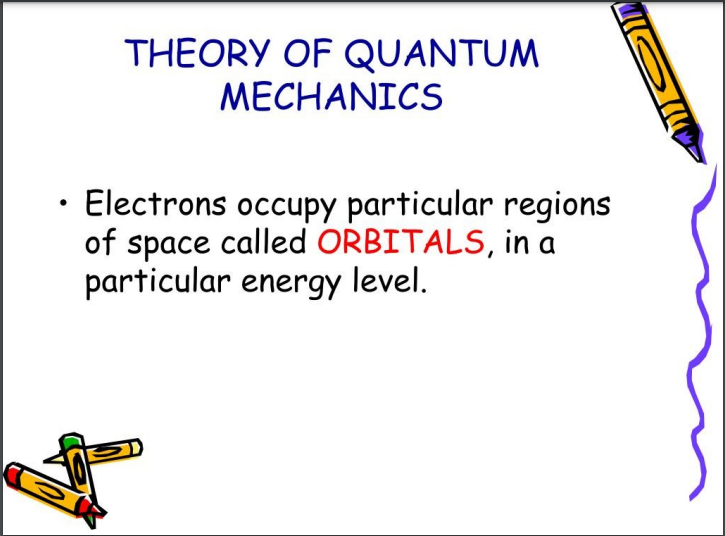 THEORY OF QUANTUM
MECHANICS
• Electrons occupy particular regions
of space called ORBITALS, in a
particular energy level.